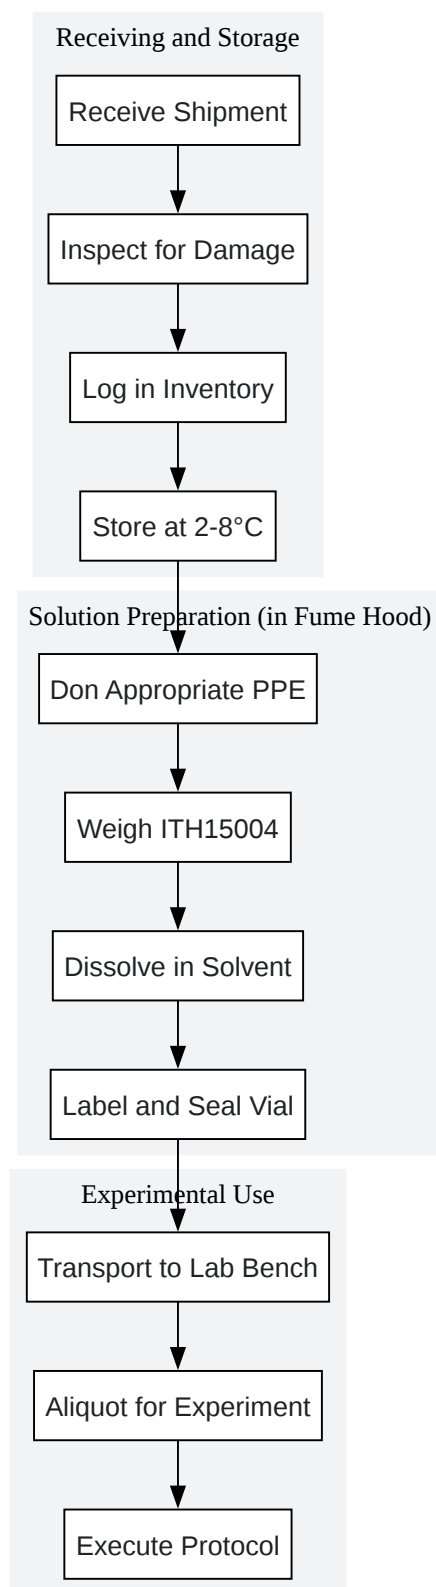 Receiving and Storage
Receive Shipment
Inspect for Damage
Log in Inventory
Store at 2-8°C
Solution Preparation (in Fume Hood)
Don Appropriate PPE
Weigh ITH15004
Dissolve in Solvent
Label and Seal Vial
Experimental Use
Transport to Lab Bench
Aliquot for Experiment
Execute Protocol